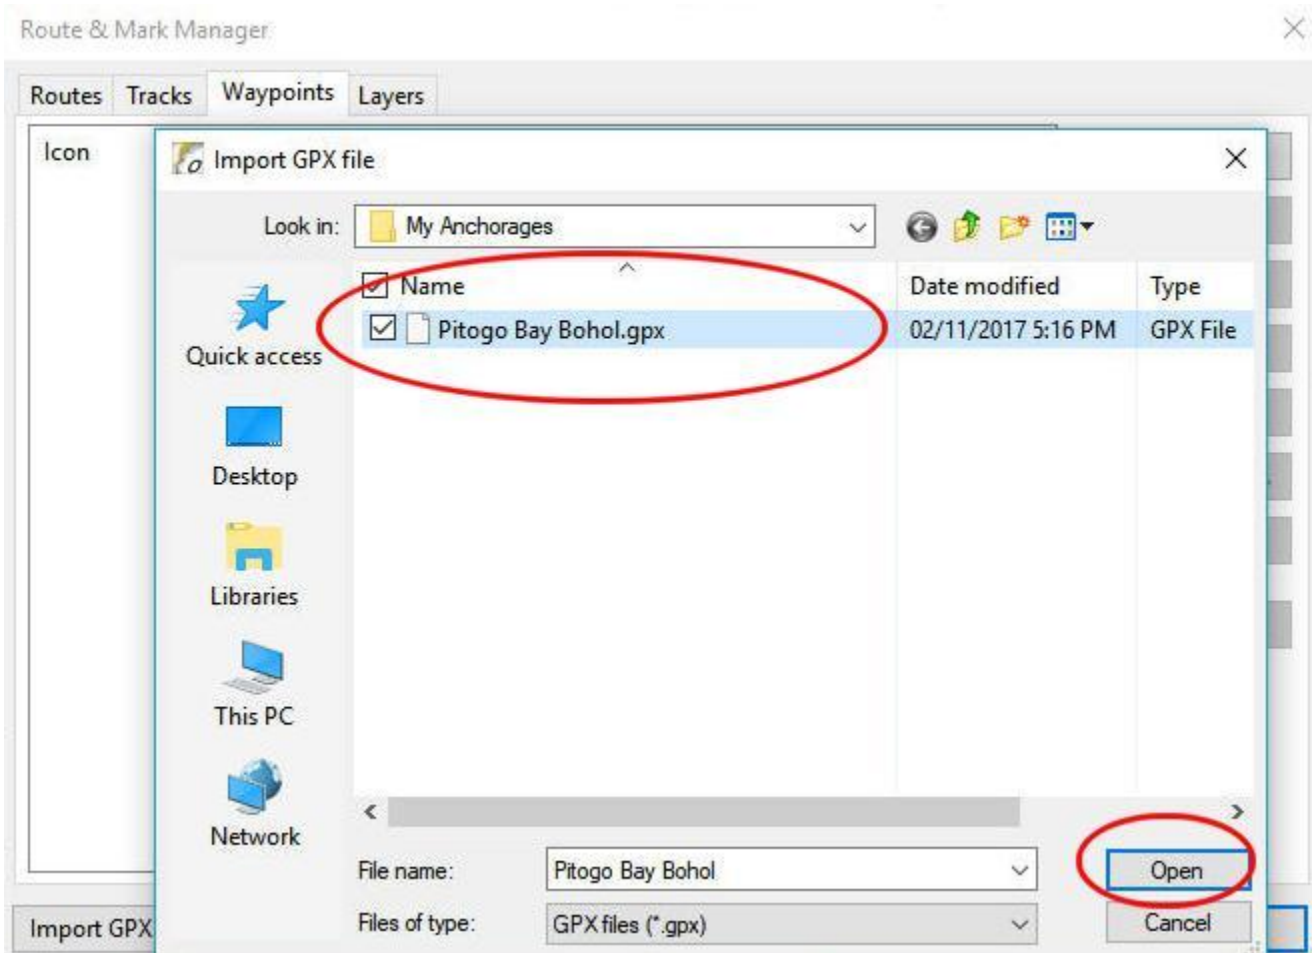 Route & Mark Manager
Routes Tracks Waypoints Layers
Icon
Import GPX file
Look in: My Anchorages
Name Date modified Type
Pitogo Bay Bohol.gpx 02/11/2017 5:16 PM GPX File
Quick access
Desktop
Libraries
This PC
Network
File name: Pitogo Bay Bohol Open
Files of type: GPX files (*.gpx) Cancel
Import GPX